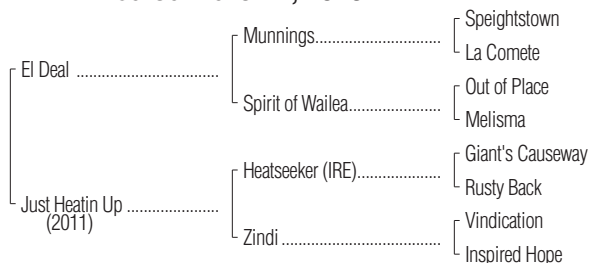 Speightstown
Munnings
La Comete
El Deal
Out of Place
Spirit of Wailea
Melisma
Giant's Causeway
Heatseeker (IRE)
Rusty Back
Just Heatin Up
(2011)
Vindication
Zindi
Inspired Hope